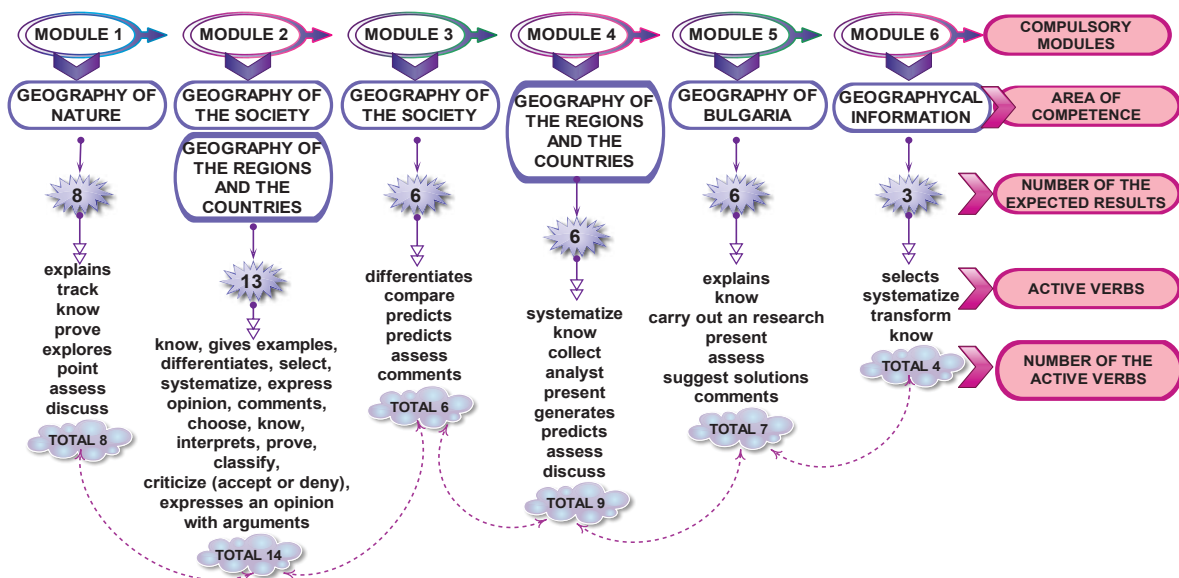 MODULE 1
MODULE 2
MODULE 3
MODULE 4
MODULE 5
MODULE 6
COMPULSORY
MODULES
GEOGRAPHY OF
NATURE
GEOGRAPHY OF
THE SOCIETY
GEOGRAPHY OF
THE REGIONS
AND THE
COUNTRIES
GEOGRAPHY OF
THE SOCIETY
GEOGRAPHY OF
THE REGIONS
AND THE
COUNTRIES
GEOGRAPHY OF
BULGARIA
GEOGRAPHYCAL
INFORMATION
AREA OF
COMPETENCE
8
13
6
6
6
3
NUMBER OF THE
EXPECTED RESULTS
explains
track
know
prove
explores
point
assess
discuss
TOTAL 8
know, gives examples,
differentiates, select,
systematize, express
opinion, comments,
choose, know,
interprets, prove,
classify,
criticize (accept or deny),
expresses an opinion
with arguments
TOTAL 14
differentiates
compare
predicts
predicts
assess
comments
TOTAL 6
systematize
know
collect
analyst
present
generates
predicts
assess
discuss
TOTAL 9
explains
know
carry out an research
present
assess
suggest solutions
comments
TOTAL 7
selects
systematize
transform
know
TOTAL 4
ACTIVE VERBS
NUMBER OF THE
ACTIVE VERBS